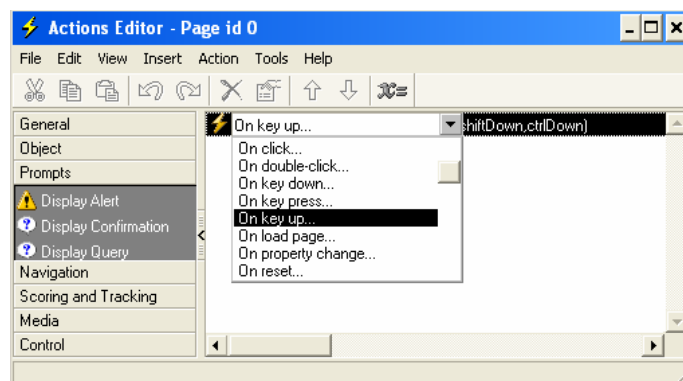 Actions Editor - Page id 0
File Edit View Insert Action Tools Help
X=
General
Object
Prompts
Display Alert
Display Confirmation
Display Query
Navigation
Scoring and Tracking
Media
Control
On key up... shiftDown,ctrlDown)
On click...
On double-click...
On key down...
On key press...
On key up...
On load page...
On property change...
On reset...